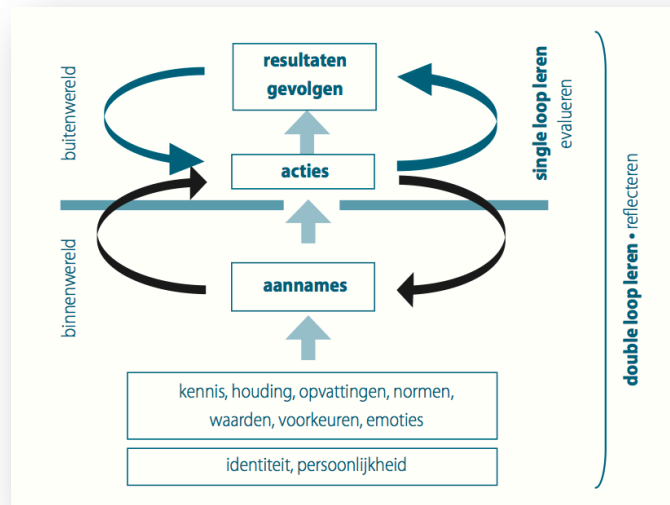 resultaten
gevolgen
buitenwereld
single loop leren
evalueren
acties
binnenwereld
aannames
double loop leren • reflecteren
kennis, houding, opvattingen, normen,
waarden, voorkeuren, emoties
identiteit, persoonlijkheid